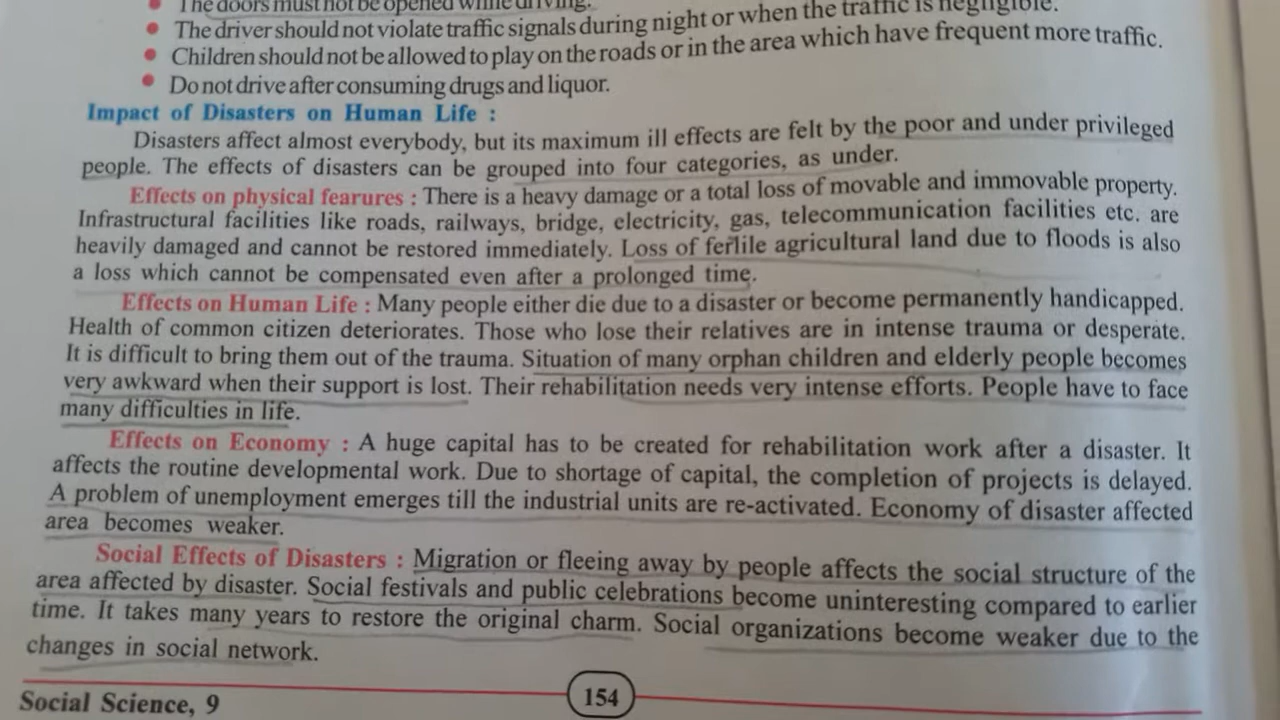 The doors must not be opened while driving.
• The driver should not violate traffic signals during night or when the traffic is negligible.
• Children should not be allowed to play on the roads or in the area which have frequent more traffic.
• Do not drive after consuming drugs and liquor.
Impact of Disasters on Human Life :
Disasters affect almost everybody, but its maximum ill effects are felt by the poor and under privileged
people. The effects of disasters can be grouped into four categories, as under.
Effects on physical fearures : There is a heavy damage or a total loss of movable and immovable property.
Infrastructural facilities like roads, railways, bridge, electricity, gas, telecommunication facilities etc. are
heavily damaged and cannot be restored immediately. Loss of ferlile agricultural land due to floods is also
a loss which cannot be compensated even after a prolonged time.
Effects on Human Life : Many people either die due to a disaster or become permanently handicapped.
Health of common citizen deteriorates. Those who lose their relatives are in intense trauma or desperate.
It is difficult to bring them out of the trauma. Situation of many orphan children and elderly people becomes
very awkward when their support is lost. Their rehabilitation needs very intense efforts. People have to face
many difficulties in life.
Effects on Economy : A huge capital has to be created for rehabilitation work after a disaster. It
affects the routine developmental work. Due to shortage of capital, the completion of projects is delayed.
A problem of unemployment emerges till the industrial units are re-activated. Economy of disaster affected
area becomes weaker.
Social Effects of Disasters : Migration or fleeing away by people affects the social structure of the
area affected by disaster. Social festivals and public celebrations become uninteresting compared to earlier
time. It takes many years to restore the original charm. Social organizations become weaker due to the
changes in social network.
Social Science, 9
154